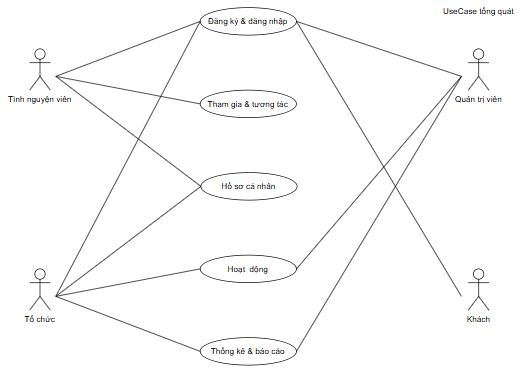 UseCase tổng quát
Đăng ký & đăng nhập
Tình nguyện viên
Tham gia & tương tác
Quản trị viên
Hồ sơ cá nhân
Hoạt động
Tổ chức
Khách
Thống kê & báo cáo